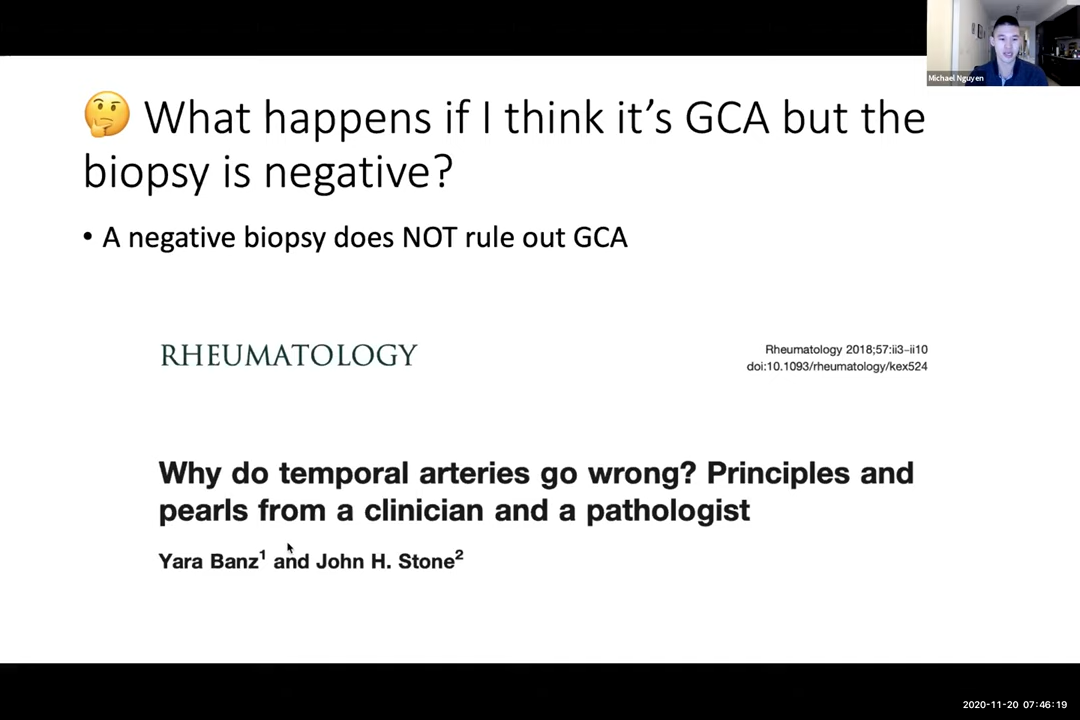 Michael Nguyen
🤔 What happens if I think it’s GCA but the
biopsy is negative?
• A negative biopsy does NOT rule out GCA
RHEUMATOLOGY
Rheumatology 2018;57:ii3–ii10
doi:10.1093/rheumatology/kex524
Why do temporal arteries go wrong? Principles and
pearls from a clinician and a pathologist
Yara Banz¹ and John H. Stone²
2020-11-20 07:46:19